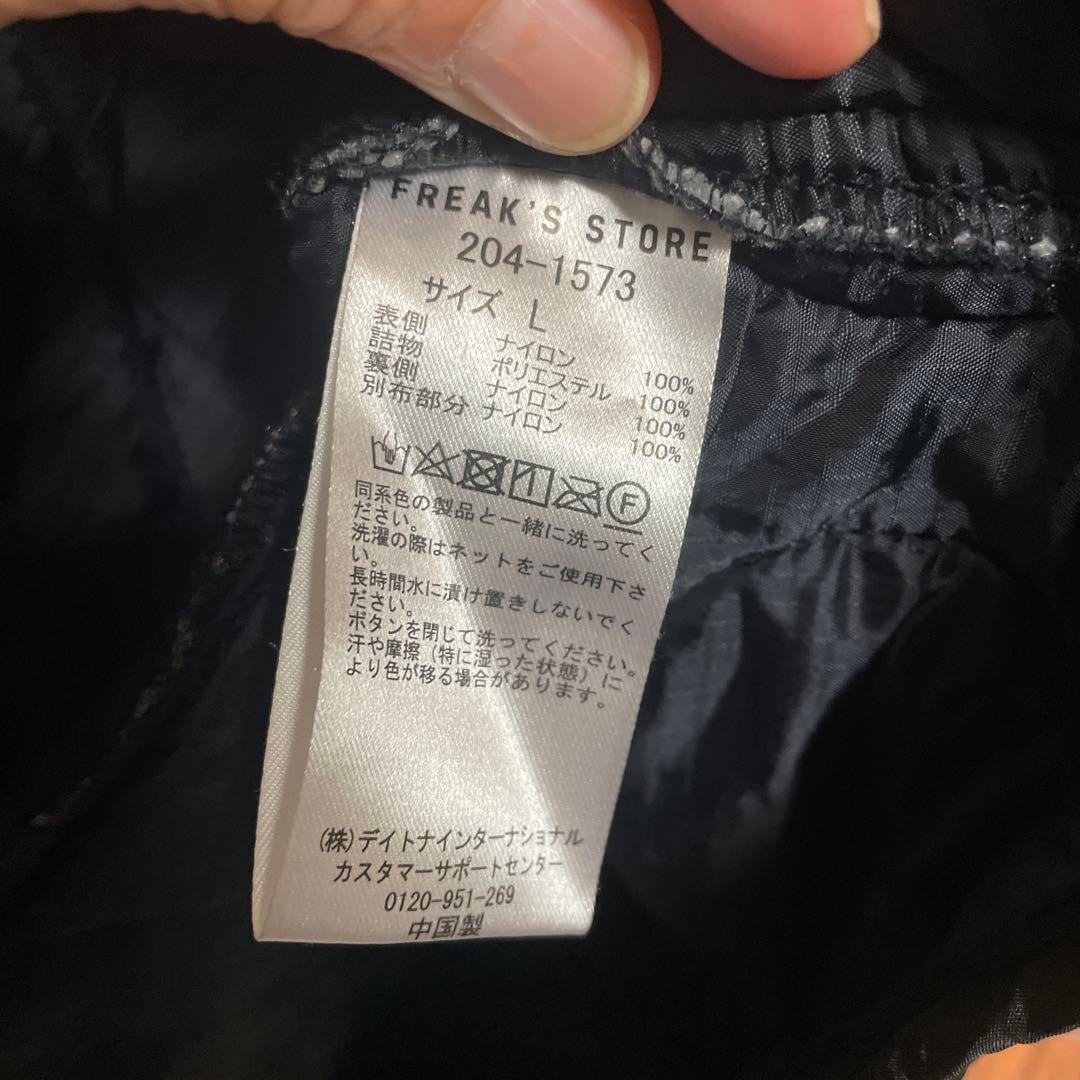 FREAK'S STORE
204-1573
サイズ L
表側 ナイロン 100%
詰物 ポリエステル 100%
裏側 ナイロン 100%
別布部分 ナイロン 100%
F
同系色の製品と一緒に洗ってく
ださい。
洗濯の際はネットをご使用下さ
い。
長時間水に漬け置きしないでく
ださい。
ボタンを閉じて洗ってください。
汗や摩擦（特に湿った状態）に
より色が移る場合があります。
(株)デイトナインターナショナル
カスタマーサポートセンター
0120-951-269
中国製